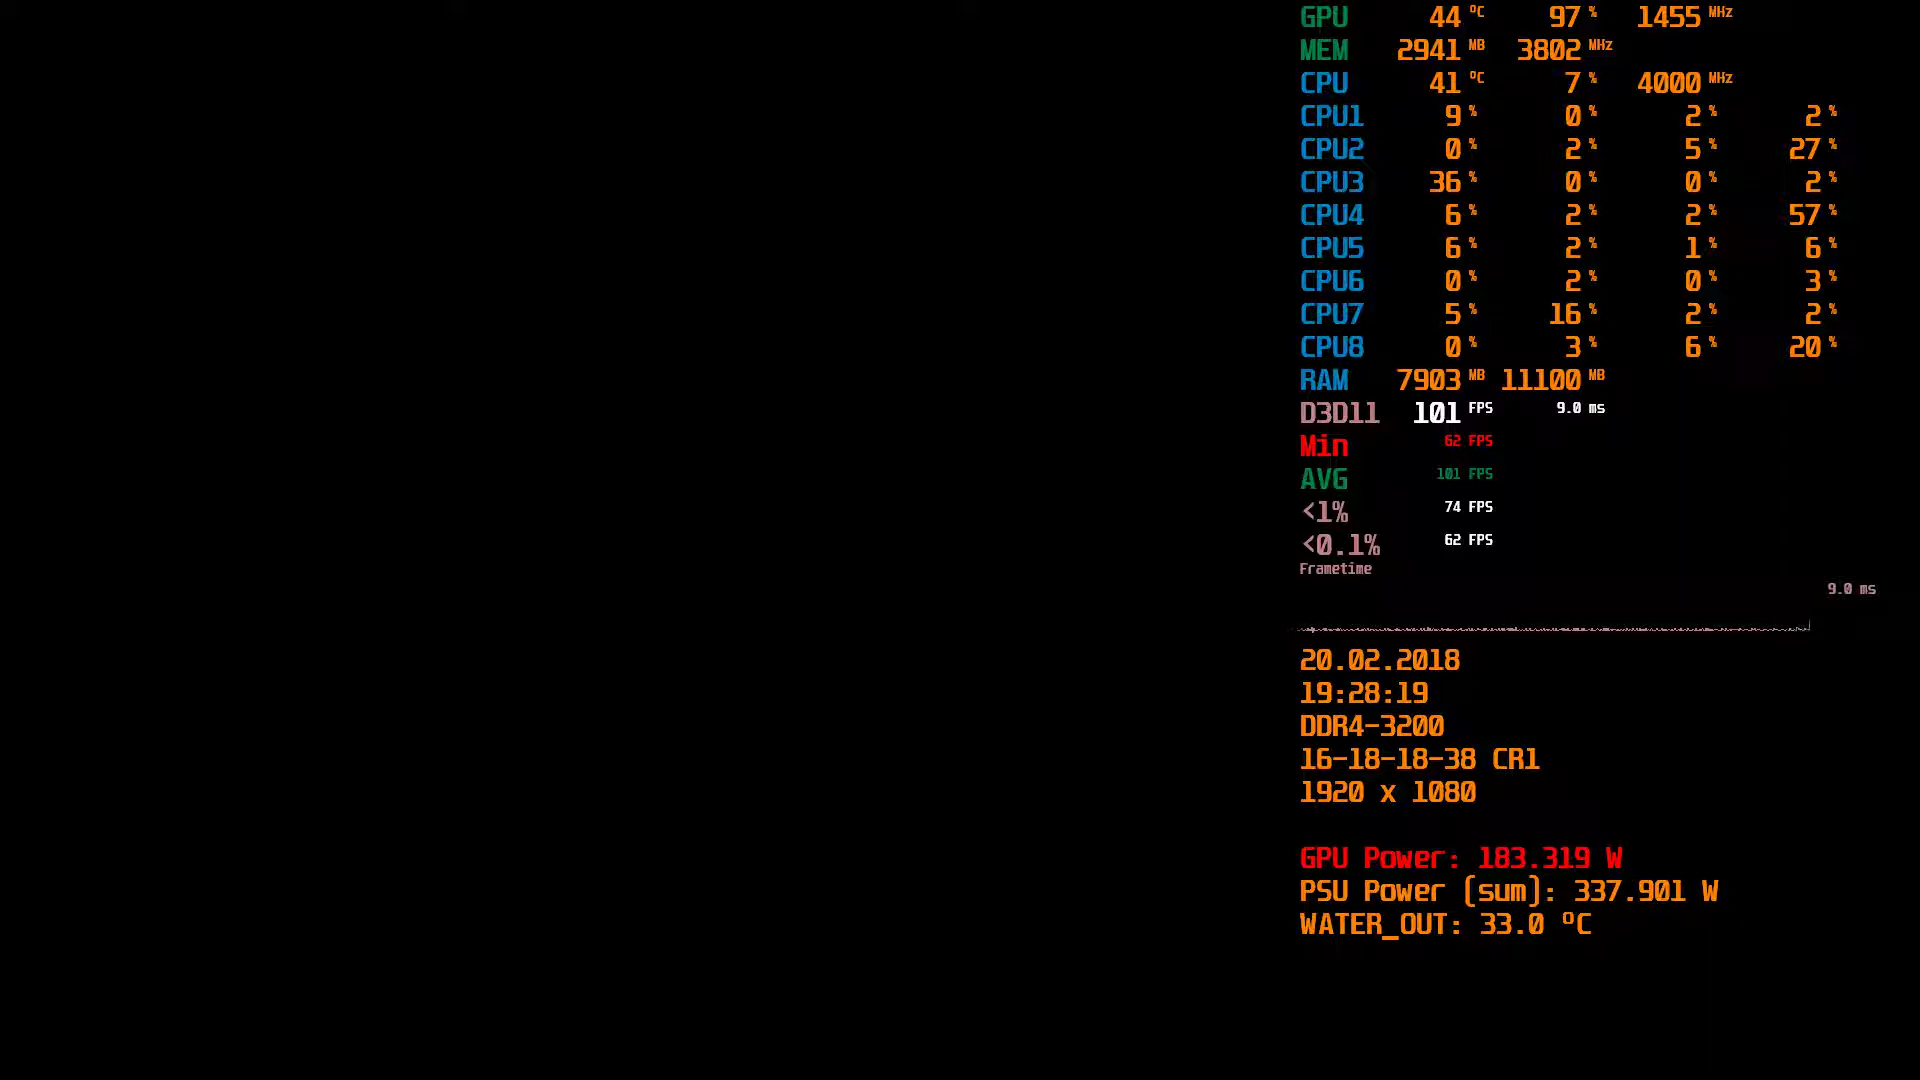 GPU 44 °C 97 % 1455 MHz
MEM 2941 MB 3802 MHz
CPU 41 °C 7 % 4000 MHz
CPU1 9 % 0 % 2 % 2 %
CPU2 0 % 2 % 5 % 27 %
CPU3 36 % 0 % 0 % 2 %
CPU4 6 % 2 % 2 % 57 %
CPU5 6 % 2 % 1 % 6 %
CPU6 0 % 2 % 0 % 3 %
CPU7 5 % 16 % 2 % 2 %
CPU8 0 % 3 % 6 % 20 %
RAM 7903 MB 11100 MB
D3D11 101 FPS 9.0 ms
Min 62 FPS
AVG 101 FPS
<1% 74 FPS
<0.1% 62 FPS
Frametime
9.0 ms
20.02.2018
19:28:19
DDR4-3200
16-18-18-38 CR1
1920 x 1080
GPU Power: 183.319 W
PSU Power (sum): 337.901 W
WATER_OUT: 33.0 °C